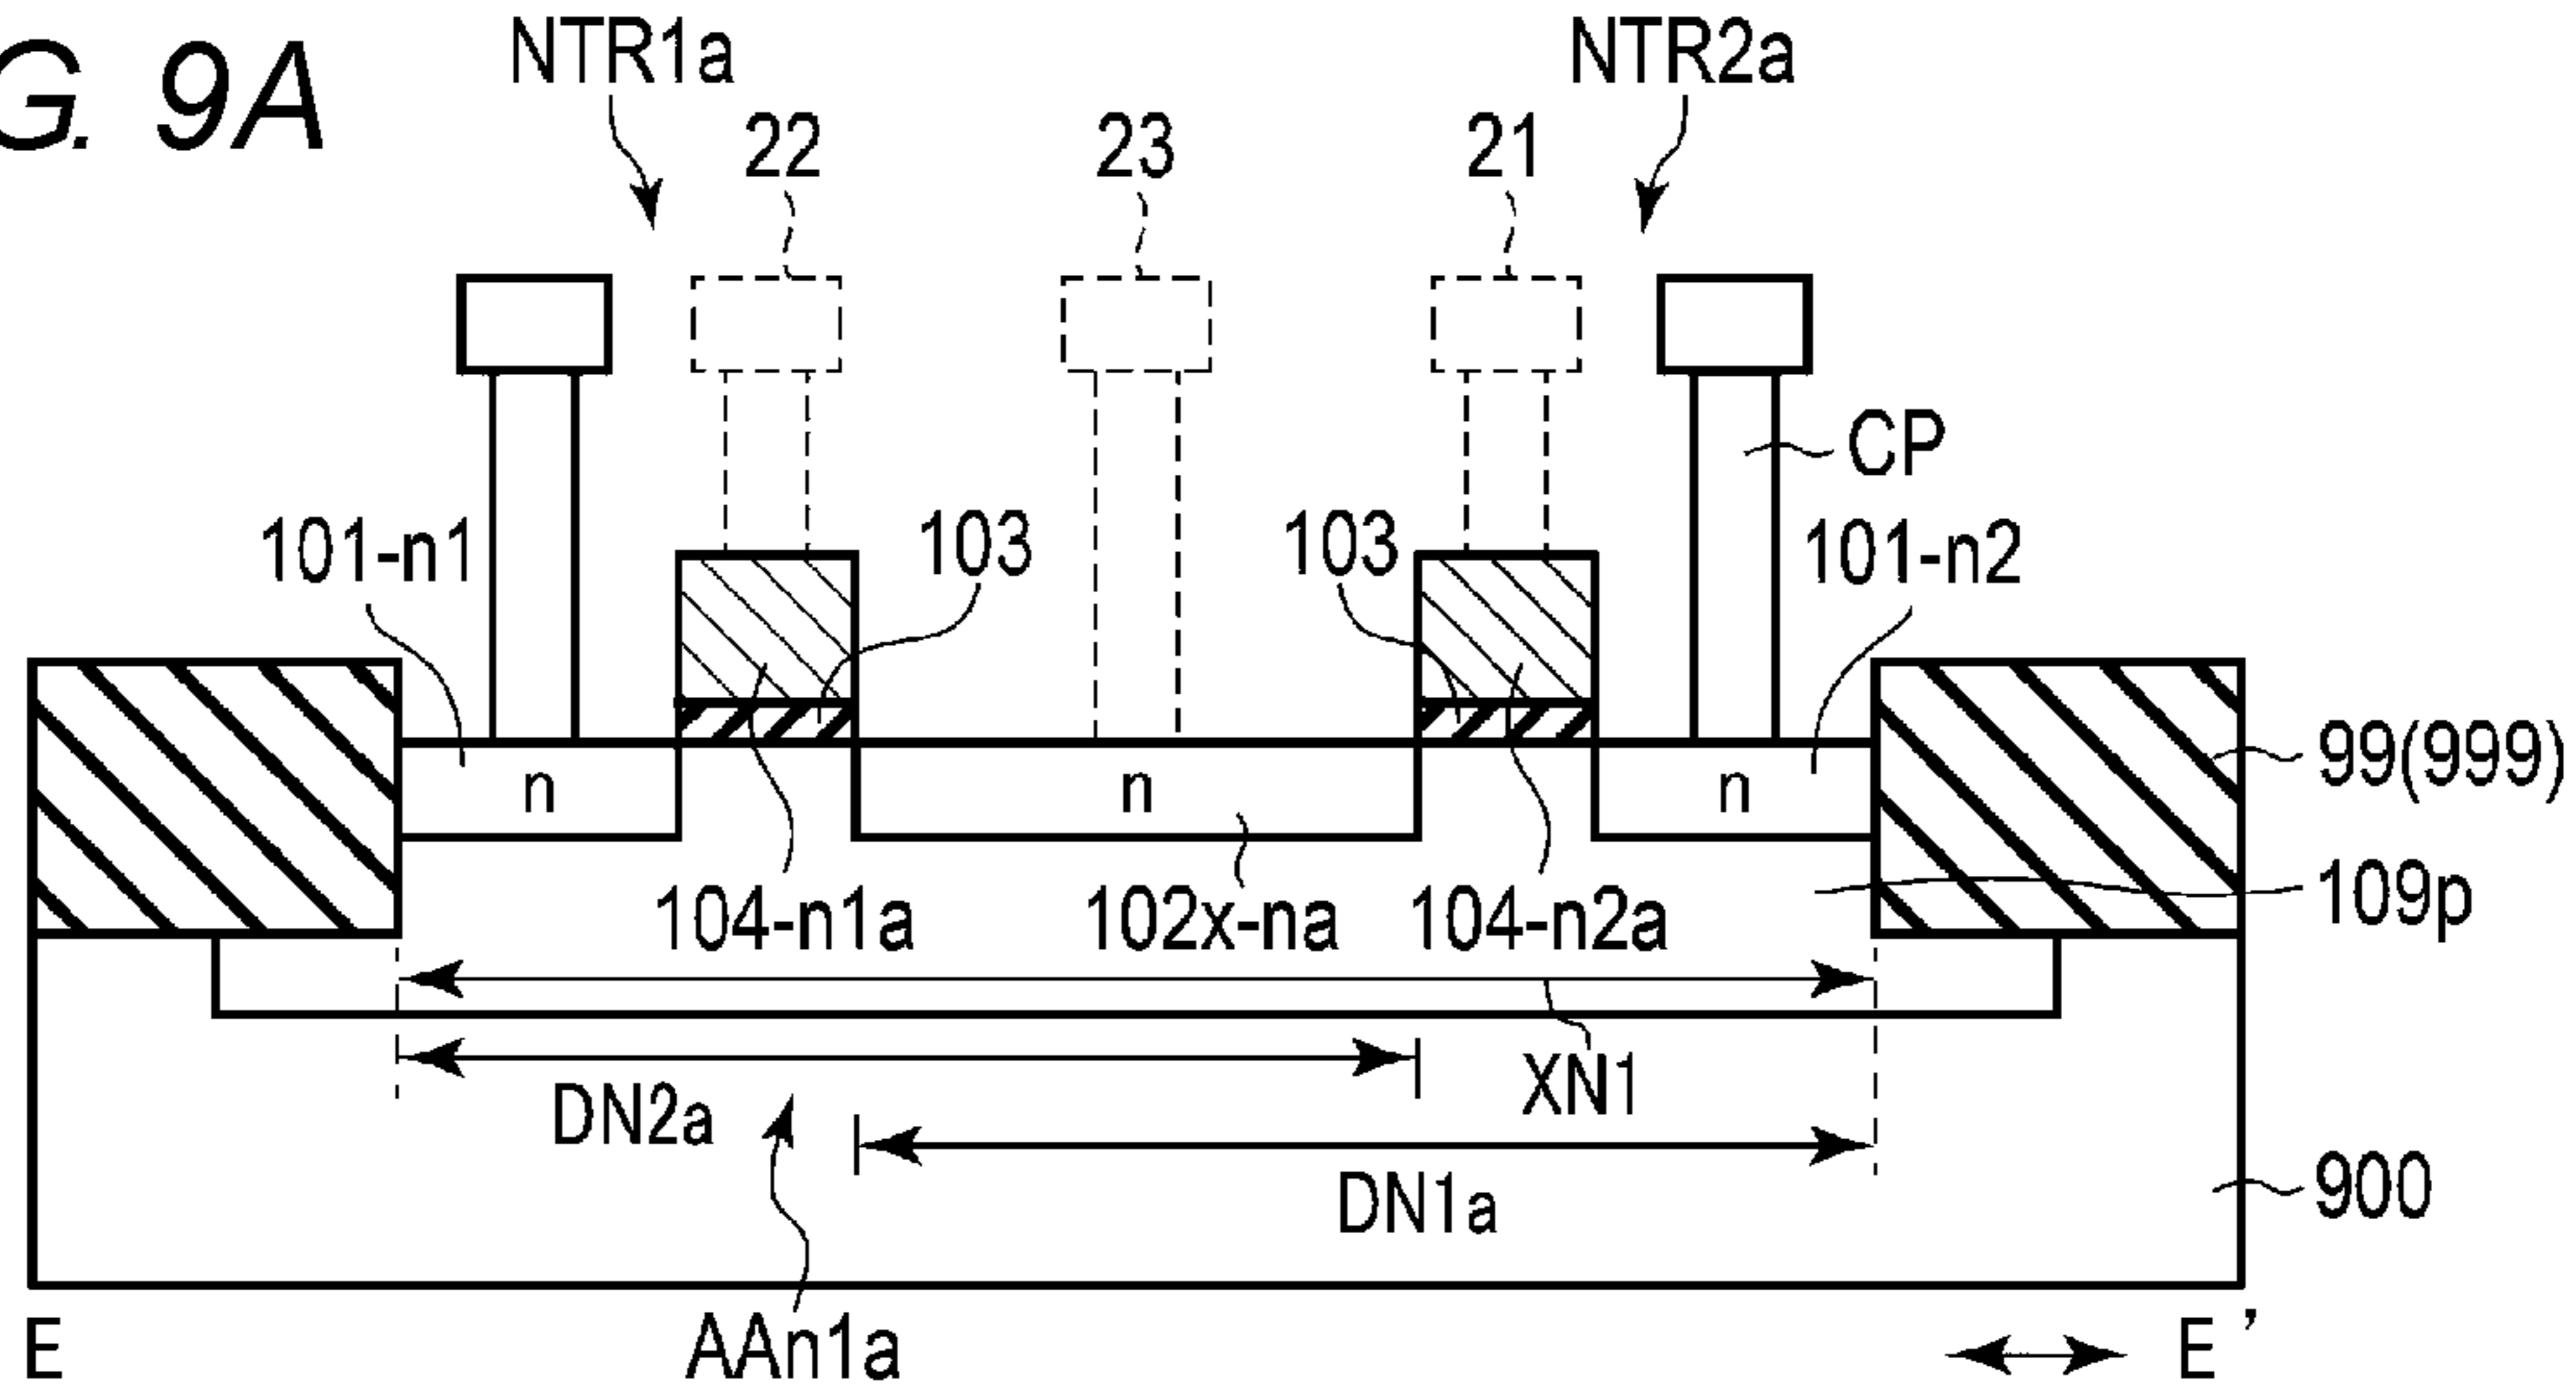 G. 9A
NTR1a
NTR2a
22
23
21
CP
101-n1
103
103
101-n2
n
n
n
99(999)
104-n1a
102x-na
104-n2a
109p
XN1
DN2a
DN1a
900
AAn1a
E
E’